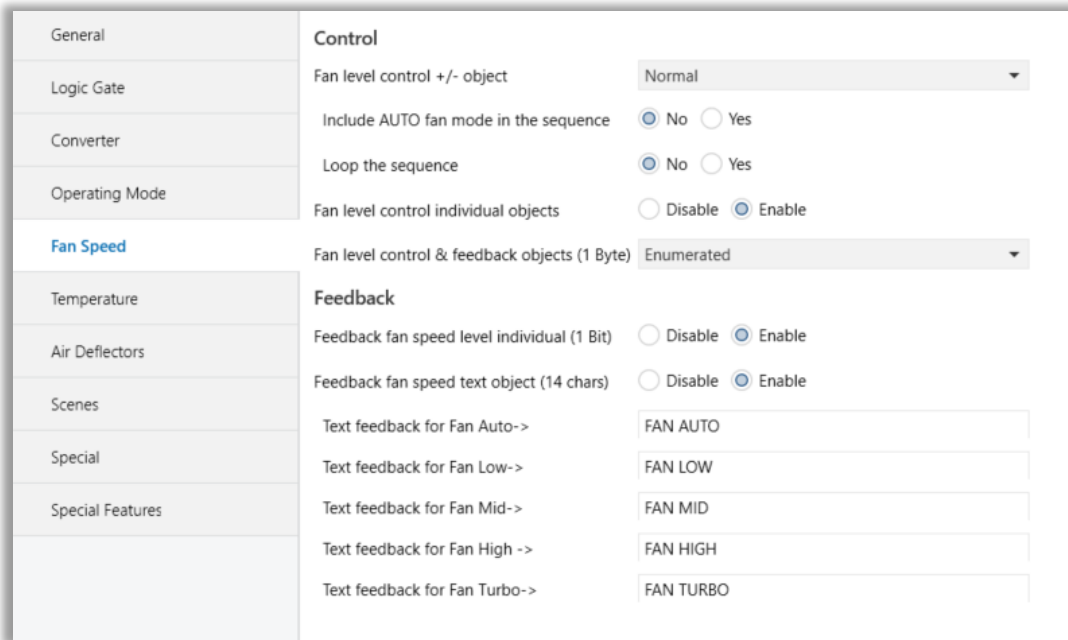 General
Logic Gate
Converter
Operating Mode
Fan Speed
Temperature
Air Deflectors
Scenes
Special
Special Features
Control
Fan level control +/- object Normal
Include AUTO fan mode in the sequence No Yes
Loop the sequence No Yes
Fan level control individual objects Disable Enable
Fan level control & feedback objects (1 Byte) Enumerated
Feedback
Feedback fan speed level individual (1 Bit) Disable Enable
Feedback fan speed text object (14 chars) Disable Enable
Text feedback for Fan Auto-> FAN AUTO
Text feedback for Fan Low-> FAN LOW
Text feedback for Fan Mid-> FAN MID
Text feedback for Fan High -> FAN HIGH
Text feedback for Fan Turbo-> FAN TURBO